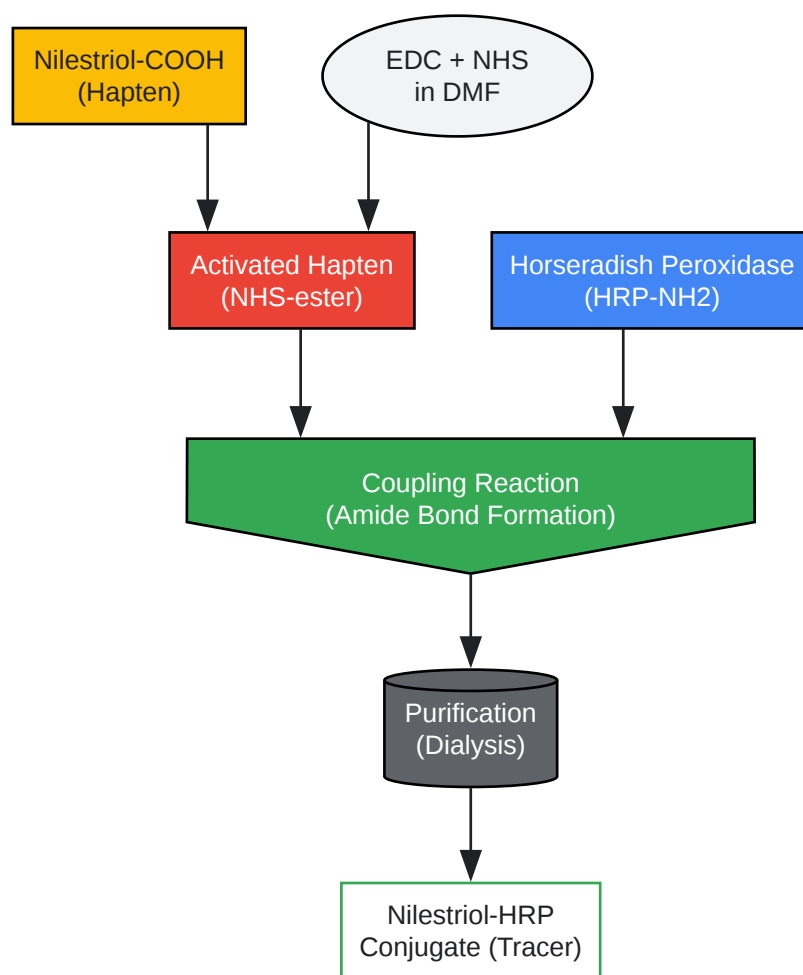 Nilestriol-COOH
(Hapten)
EDC + NHS
in DMF
Activated Hapten
(NHS-ester)
Horseradish Peroxidase
(HRP-NH2)
Coupling Reaction
(Amide Bond Formation)
Purification
(Dialysis)
Nilestriol-HRP
Conjugate (Tracer)